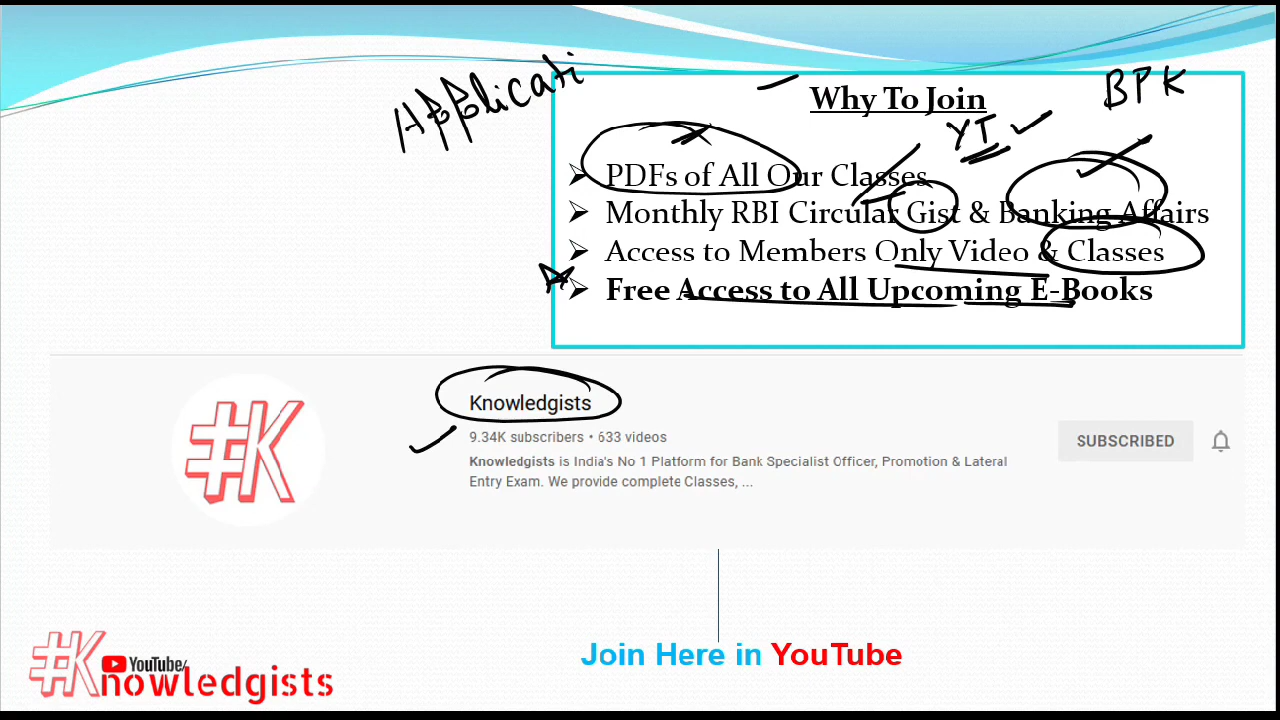 Applicati
Why To Join
BPK
YT
PDFs of All Our Classes
Monthly RBI Circular Gist & Banking Affairs
Access to Members Only Video & Classes
Free Access to All Upcoming E-Books
#K
Knowledgists
9.34K subscribers • 633 videos
Knowledgists is India's No 1 Platform for Bank Specialist Officer, Promotion & Lateral
Entry Exam. We provide complete Classes, ...
SUBSCRIBED
Join Here in YouTube
#K YouTube/
Knowledgists